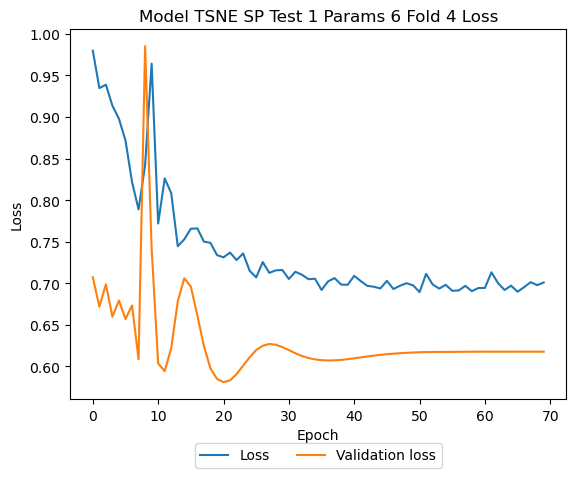 Model TSNE SP Test 1 Params 6 Fold 4 Loss
1.00
0.95
0.90
0.85
0.80
0.75
0.70
0.65
0.60
Loss
0 10 20 30 40 50 60 70
Epoch
Loss Validation loss